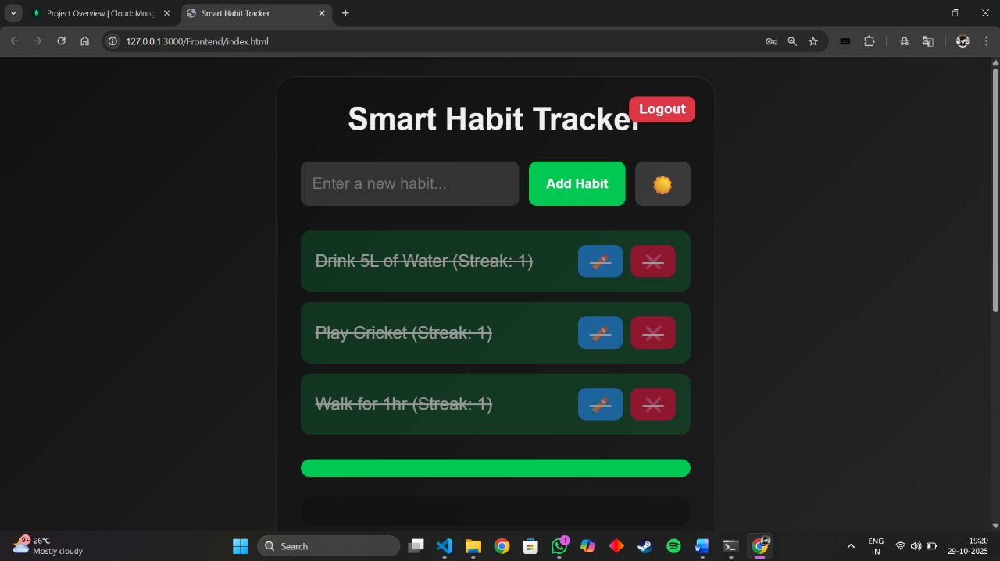 Project Overview | Cloud: Mong
Smart Habit Tracker
127.0.0.1:3000/Frontend/index.html
Smart Habit Tracker
Logout
Enter a new habit...
Add Habit
Drink 5L of Water (Streak: 1)
Play Cricket (Streak: 1)
Walk for 1hr (Streak: 1)
9+
26°C
Mostly cloudy
Search
1
ENG
IN
19:20
29-10-2025